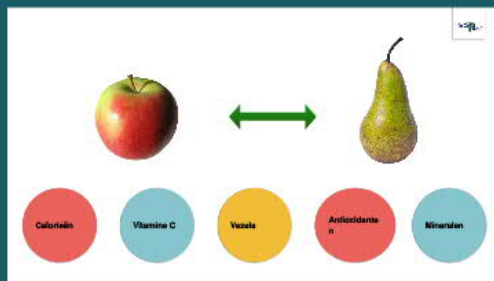 Calorieën
Vitamine C
Vezels
Antioxidante
n
Mineralen